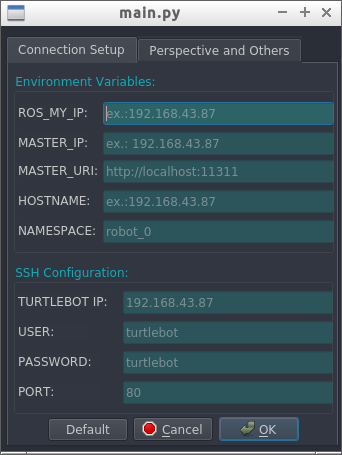 main.py
Connection Setup Perspective and Others
Environment Variables:
ROS_MY_IP: ex.:192.168.43.87
MASTER_IP: ex.: 192.168.43.87
MASTER_URI: http://localhost:11311
HOSTNAME: ex.:192.168.43.87
NAMESPACE: robot_0
SSH Configuration:
TURTLEBOT IP: 192.168.43.87
USER: turtlebot
PASSWORD: turtlebot
PORT: 80
Default Cancel OK